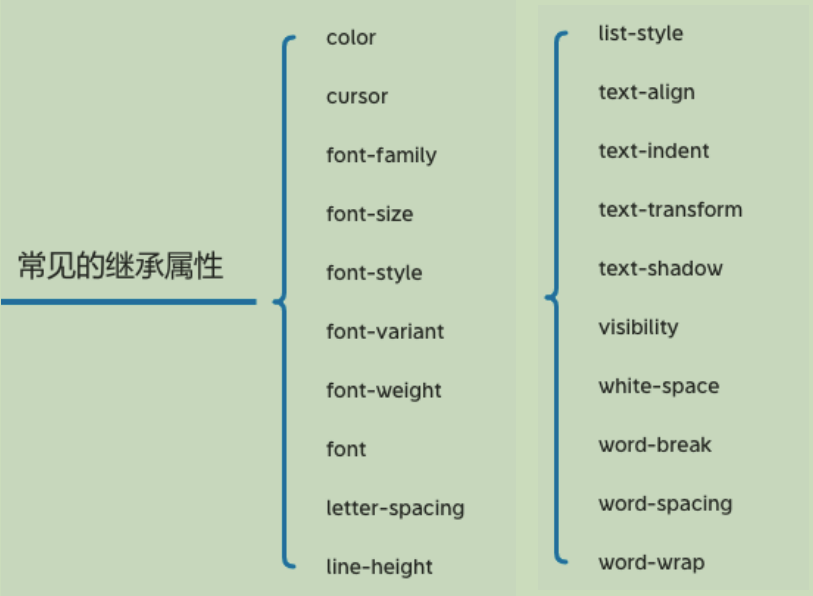 常见的继承属性
color
cursor
font-family
font-size
font-style
font-variant
font-weight
font
letter-spacing
line-height
list-style
text-align
text-indent
text-transform
text-shadow
visibility
white-space
word-break
word-spacing
word-wrap